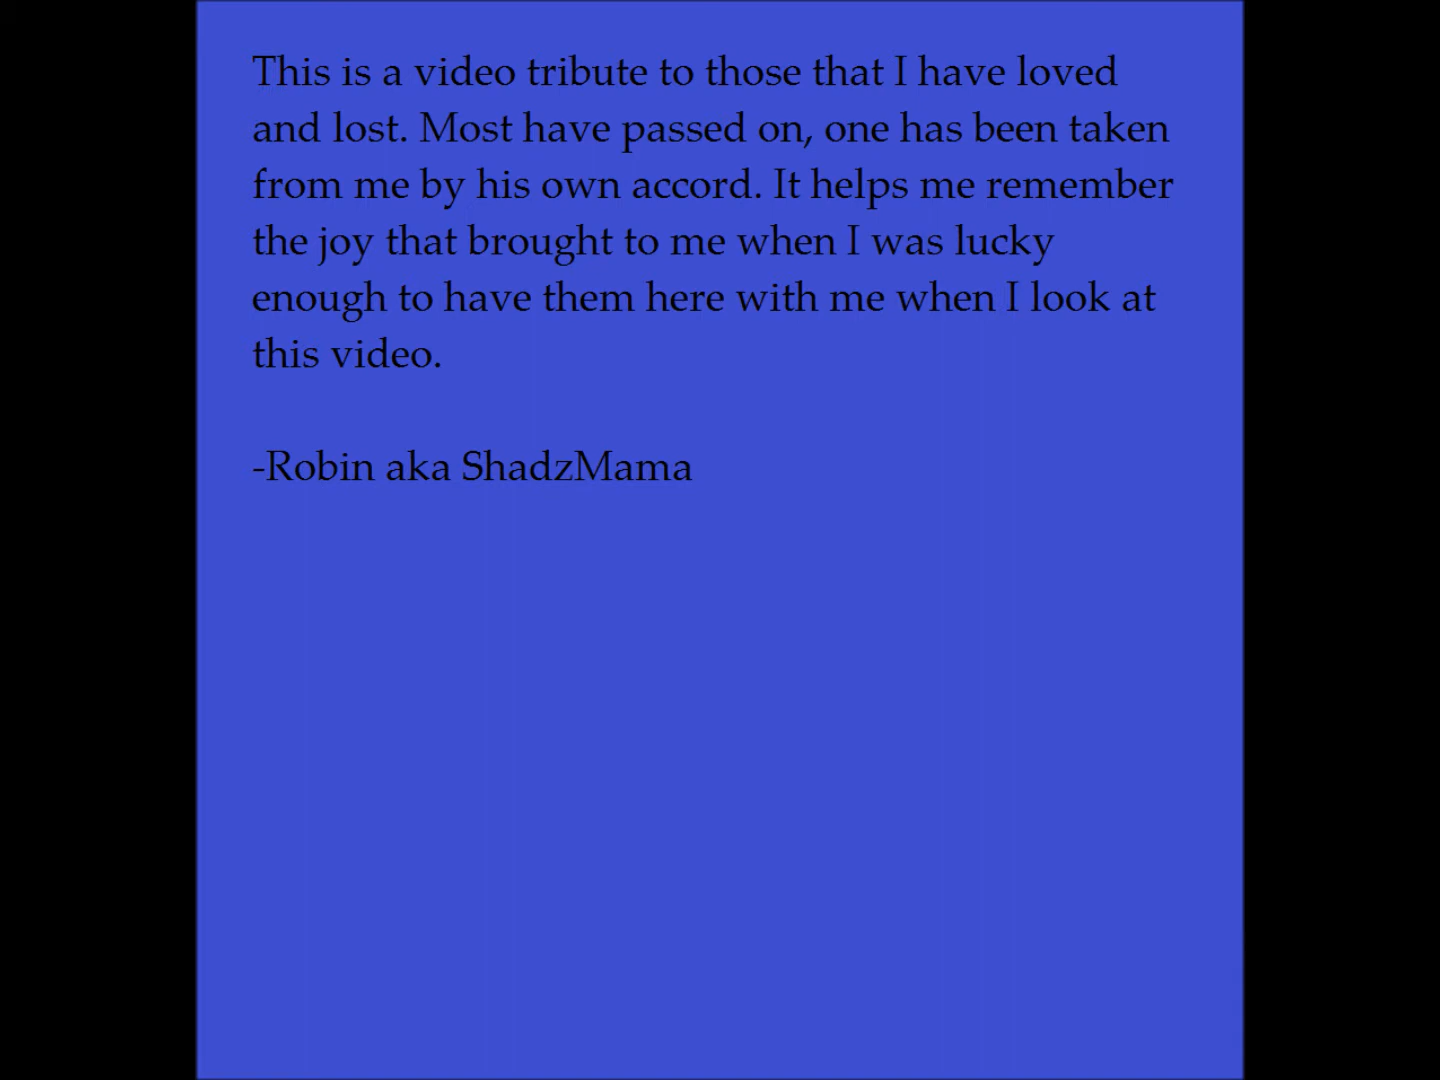 This is a video tribute to those that I have loved
and lost. Most have passed on, one has been taken
from me by his own accord. It helps me remember
the joy that brought to me when I was lucky
enough to have them here with me when I look at
this video.
-Robin aka ShadzMama